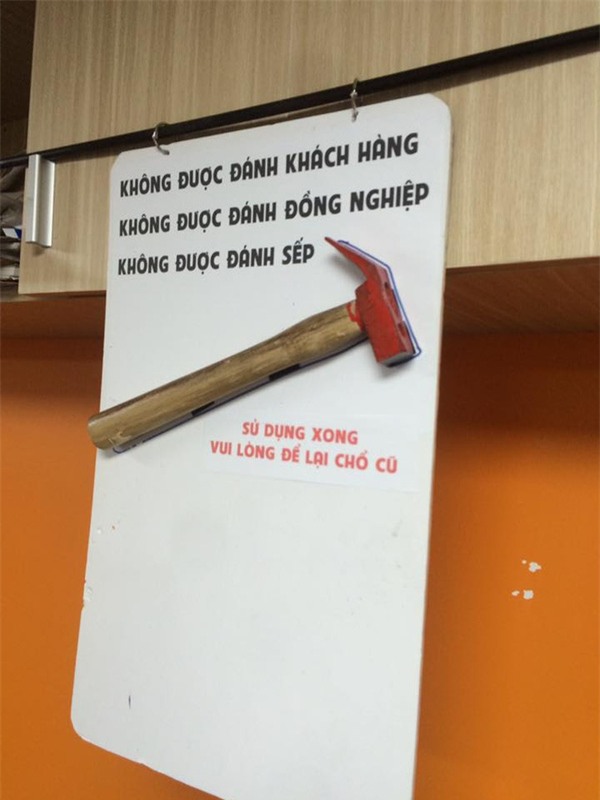 KHÔNG ĐƯỢC ĐÁNH KHÁCH HÀNG
KHÔNG ĐƯỢC ĐÁNH ĐỒNG NGHIỆP
KHÔNG ĐƯỢC ĐÁNH SẾP
SỬ DỤNG XONG
VUI LÒNG ĐỂ LẠI CHỔ CŨ